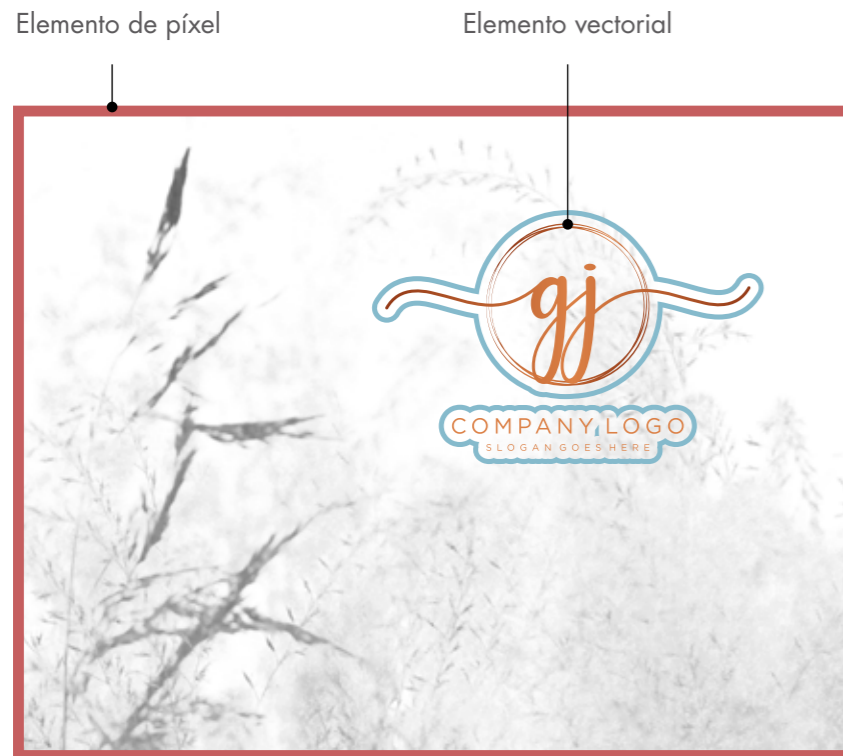 Elemento de píxel
Elemento vectorial
gj
COMPANY LOGO
SLOGAN GOES HERE